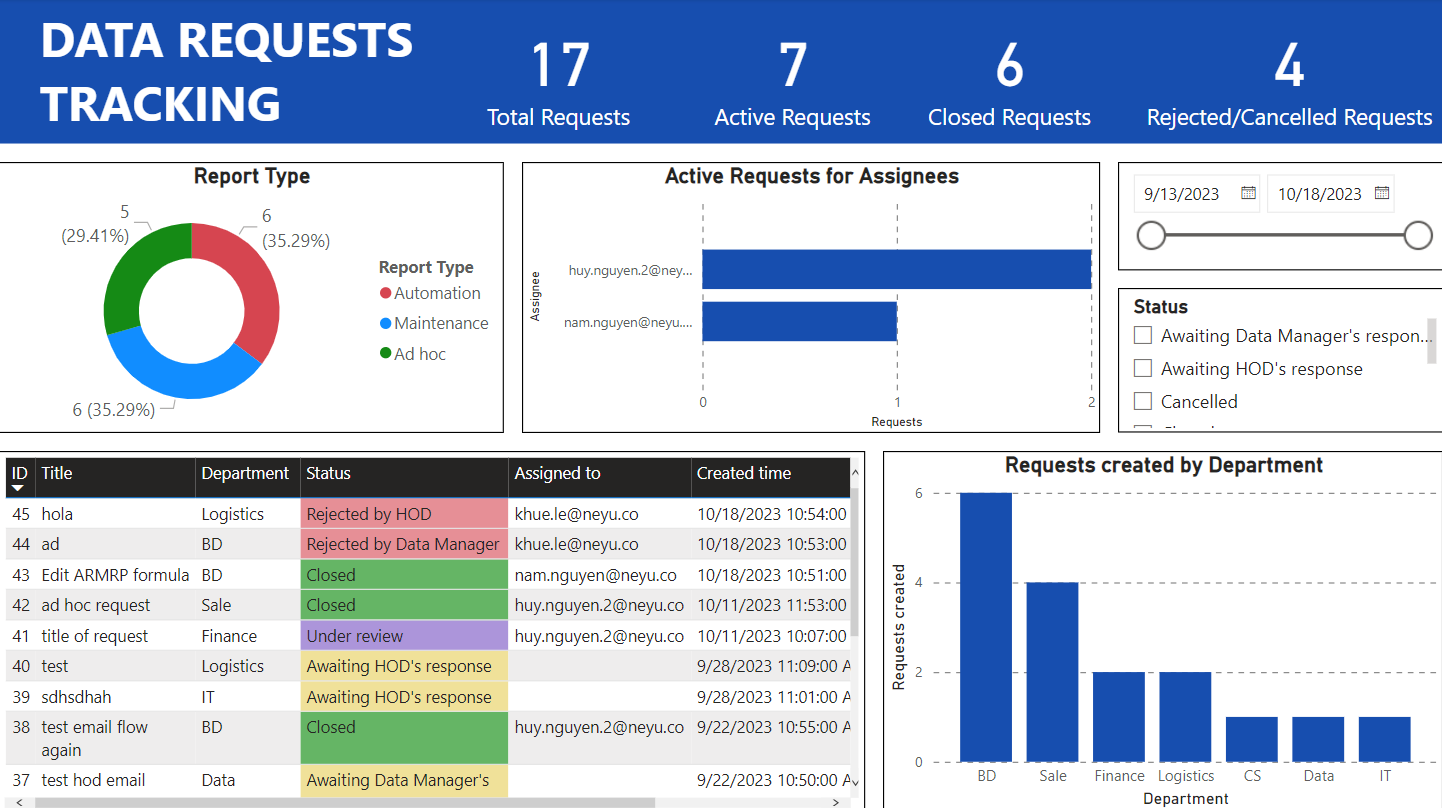 DATA REQUESTS
TRACKING
17
Total Requests
7
Active Requests
6
Closed Requests
4
Rejected/Cancelled Requests
Report Type
5
(29.41%)
6
(35.29%)
6 (35.29%)
Report Type
Automation
Maintenance
Ad hoc
Active Requests for Assignees
Assignee
huy.nguyen.2@ney...
nam.nguyen@neyu....
0 1 2
Requests
9/13/2023 10/18/2023
Status
Awaiting Data Manager's respon...
Awaiting HOD's response
Cancelled
ID Title Department Status Assigned to Created time
45 hola Logistics Rejected by HOD khue.le@neyu.co 10/18/2023 10:54:00
44 ad BD Rejected by Data Manager khue.le@neyu.co 10/18/2023 10:53:00
43 Edit ARMRP formula BD Closed nam.nguyen@neyu.co 10/18/2023 10:51:00
42 ad hoc request Sale Closed huy.nguyen.2@neyu.co 10/11/2023 11:53:00
41 title of request Finance Under review huy.nguyen.2@neyu.co 10/11/2023 10:07:00
40 test Logistics Awaiting HOD's response 9/28/2023 11:09:00 A
39 sdhsdhah IT Awaiting HOD's response 9/28/2023 11:01:00 A
38 test email flow BD Closed huy.nguyen.2@neyu.co 9/22/2023 10:55:00 A
again
37 test hod email Data Awaiting Data Manager's 9/22/2023 10:50:00 A
Requests created by Department
Requests created
6
4
2
0
BD Sale Finance Logistics CS Data IT
Department